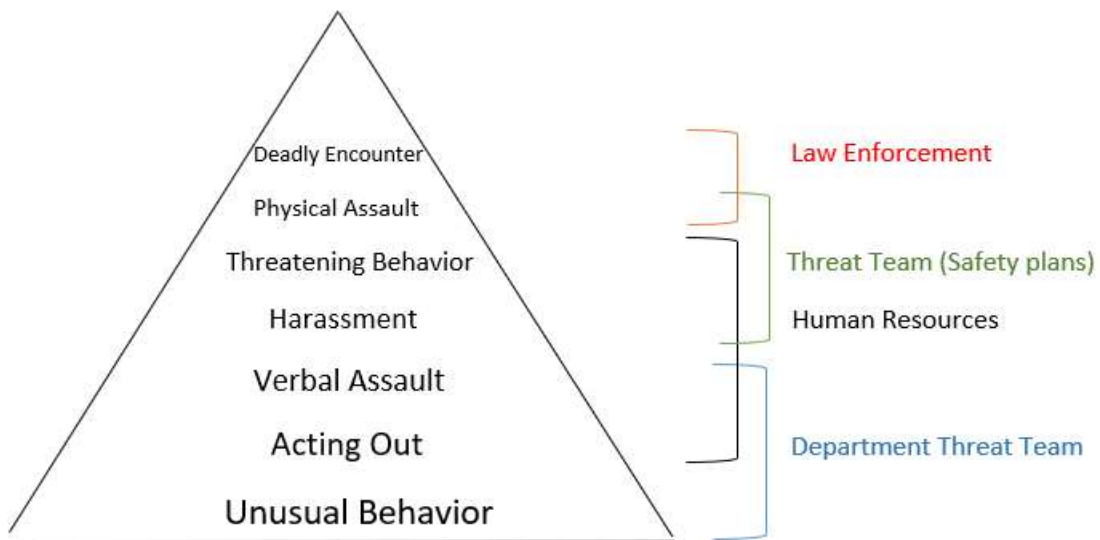 Deadly Encounter
Physical Assault
Threatening Behavior
Harassment
Verbal Assault
Acting Out
Unusual Behavior
Law Enforcement
Threat Team (Safety plans)
Human Resources
Department Threat Team